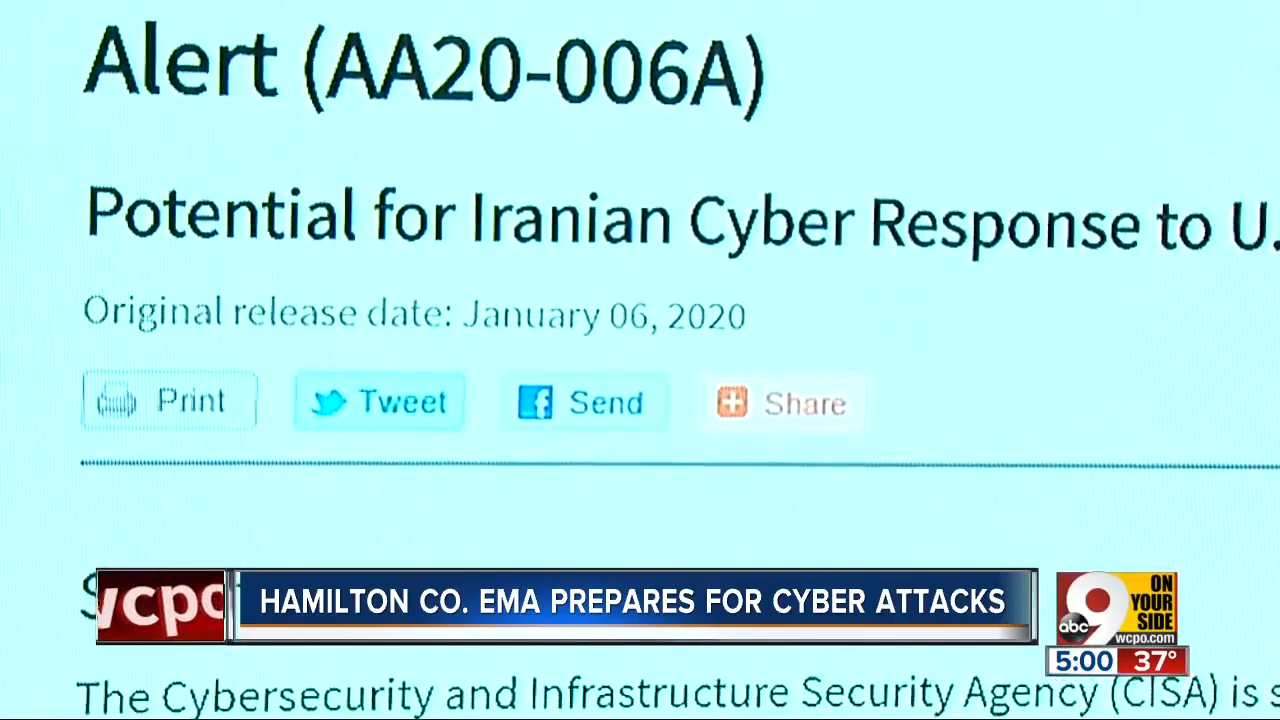 Alert (AA20-006A)
Potential for Iranian Cyber Response to U.
Original release date: January 06, 2020
Print Tweet Send Share
S
wcpo HAMILTON CO. EMA PREPARES FOR CYBER ATTACKS
abc 9 ON YOUR SIDE
wcpo.com
5:00 37°
The Cybersecurity and Infrastructure Security Agency (CISA) is s